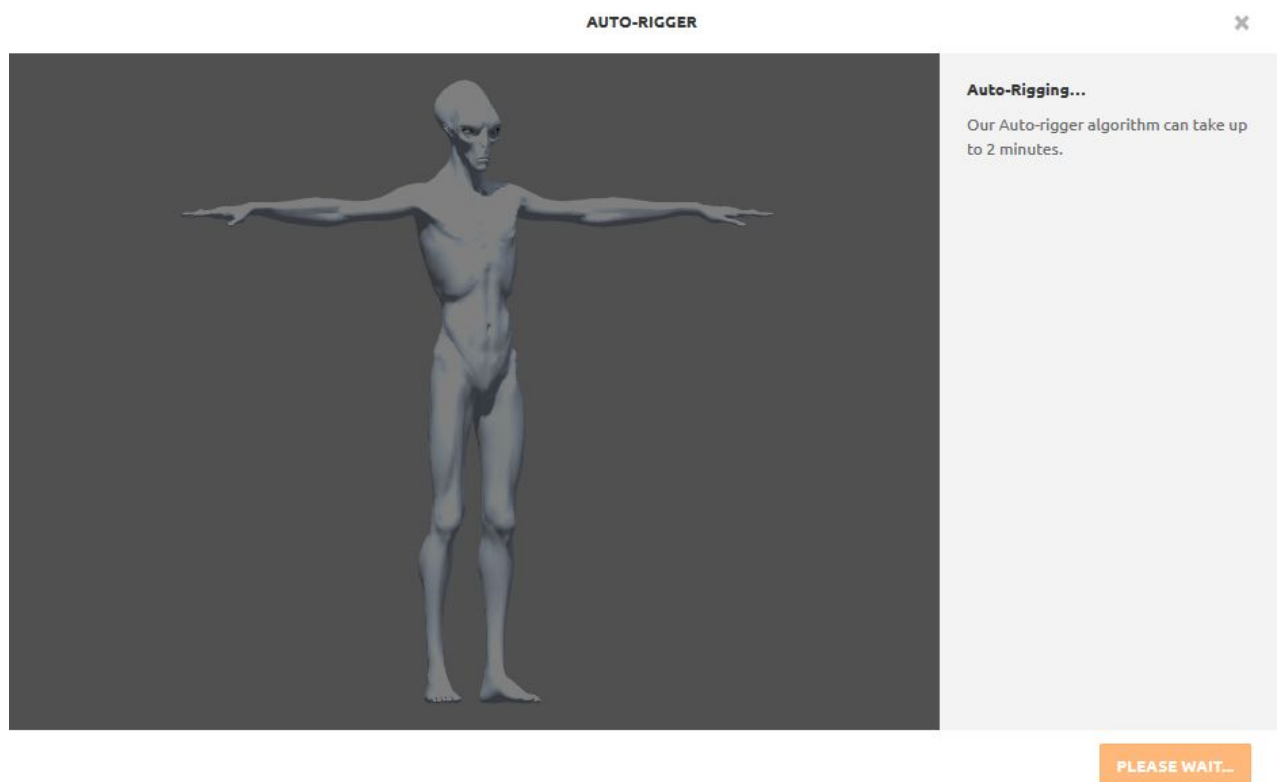 AUTO-RIGGER
×
Auto-Rigging...
Our Auto-rigger algorithm can take up
to 2 minutes.
PLEASE WAIT...